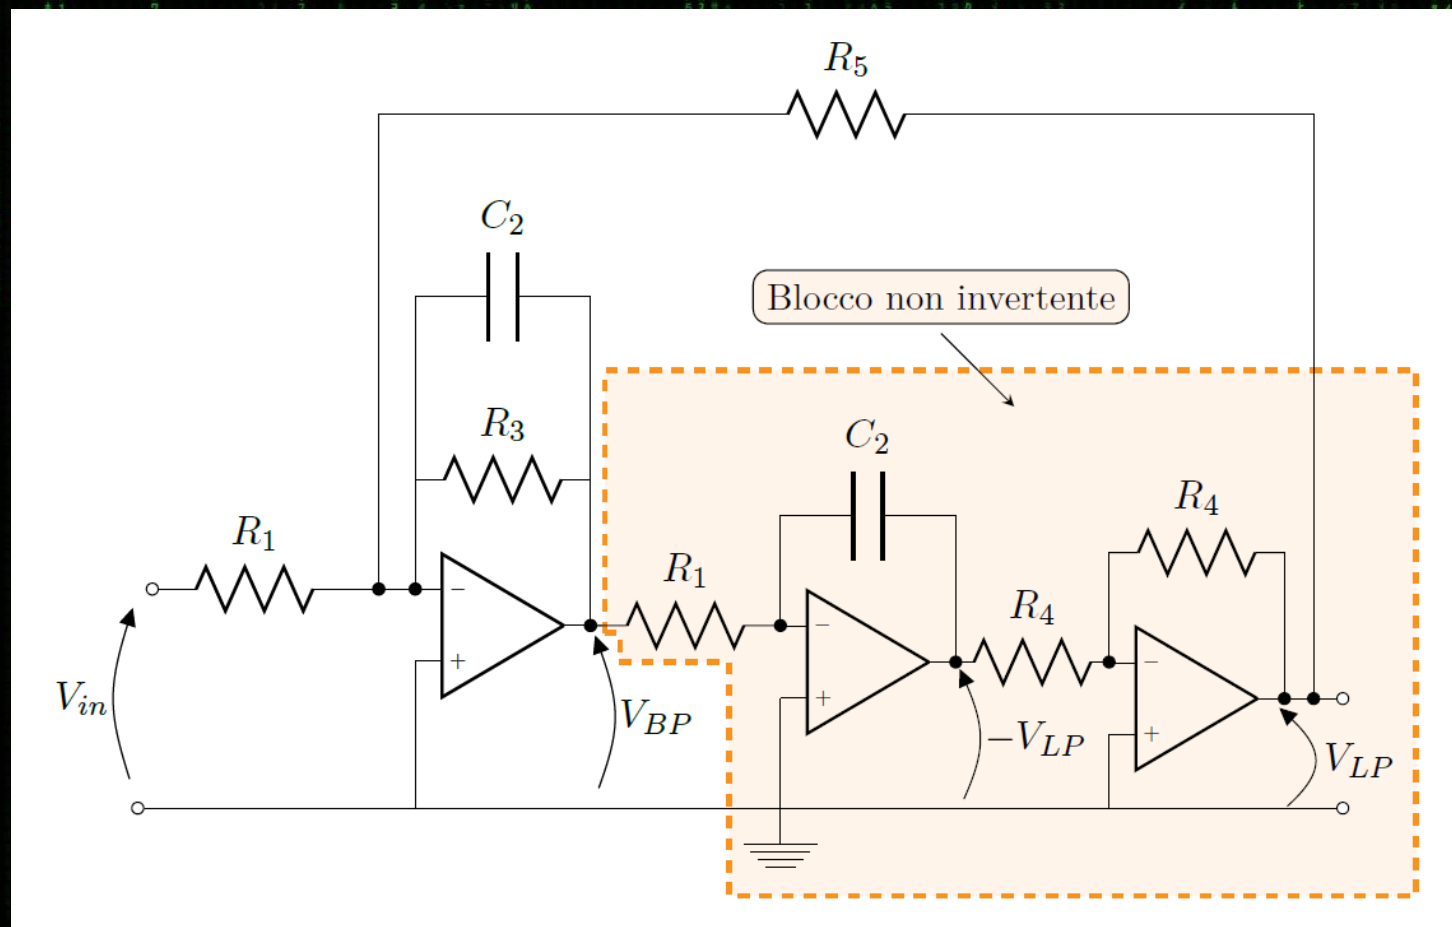 R5
C2
Blocco non invertente
R3
C2
R4
R1
R1
R4
−
+
−
+
−
+
Vin
VBP
−VLP
VLP